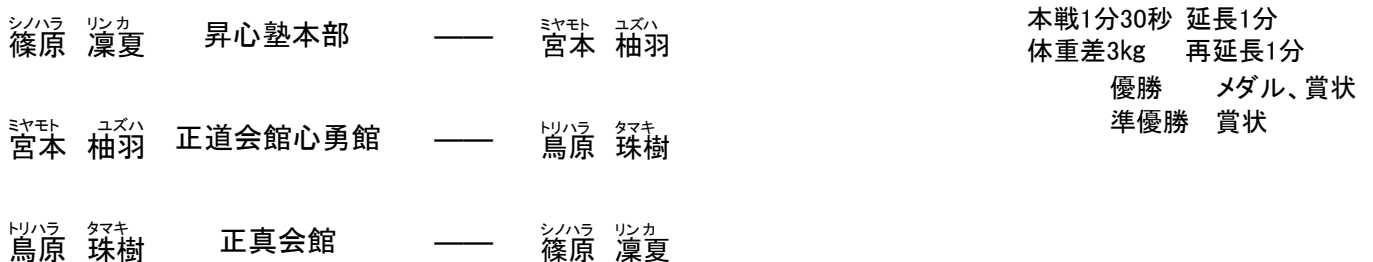 シノハラ リンカ ミヤモト ユズハ
篠原 凜夏 昇心塾本部 —— 宮本 柚羽
ミヤモト ユズハ トリハラ タマキ
宮本 柚羽 正道会館心勇館 —— 鳥原 珠樹
トリハラ タマキ シノハラ リンカ
鳥原 珠樹 正真会館 —— 篠原 凜夏
本戦1分30秒 延長1分
体重差3kg 再延長1分
優勝 メダル、賞状
準優勝 賞状